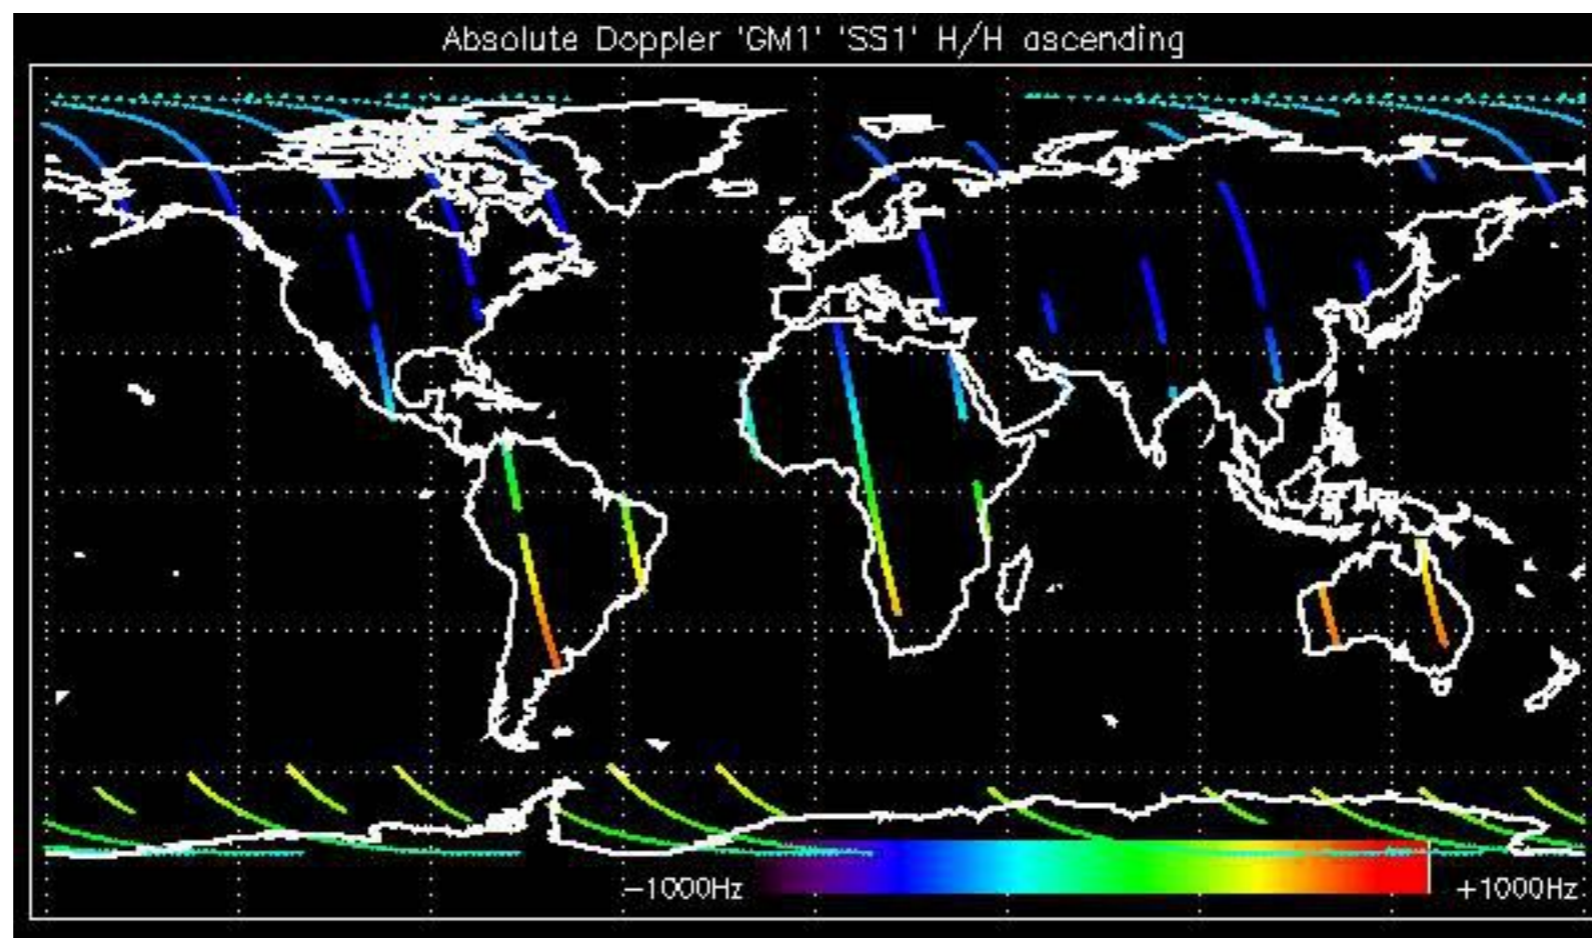 Absolute Doppler 'GM1' 'SS1' H/H ascending
−1000Hz
+1000Hz